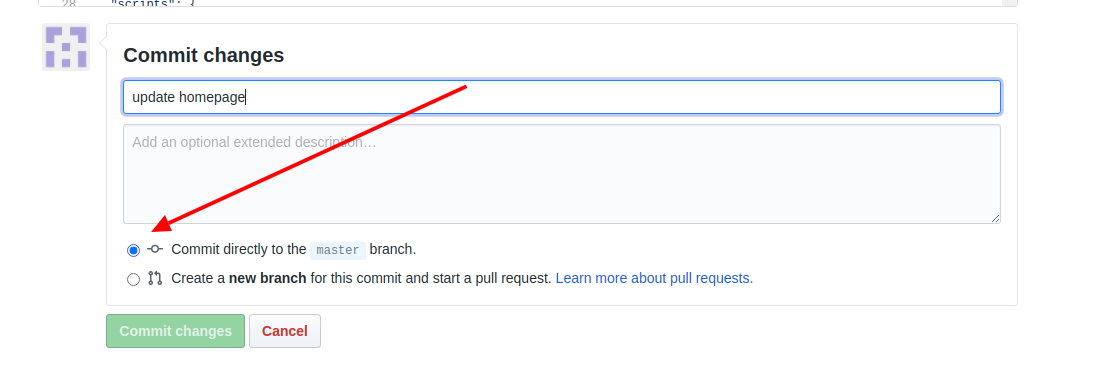 28 "scripts": {
Commit changes
update homepage
Add an optional extended description…
Commit directly to the master branch.
Create a new branch for this commit and start a pull request. Learn more about pull requests.
Commit changes Cancel